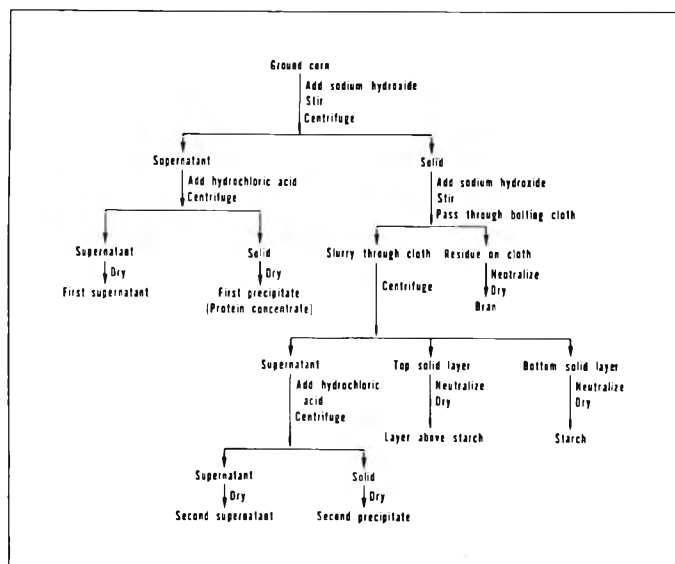 Ground corn
Add sodium hydroxide
Stir
Centrifuge
Supernatant
Solid
Add hydrochloric acid
Centrifuge
Add sodium hydroxide
Stir
Pass through bolting cloth
Supernatant
Solid
Slurry through cloth
Residue on cloth
Dry
Dry
Centrifuge
Neutralize
Dry
First supernatant
First precipitate
(Protein concentrate)
Bran
Supernatant
Top solid layer
Bottom solid layer
Add hydrochloric
acid
Centrifuge
Neutralize
Dry
Neutralize
Dry
Layer above starch
Starch
Supernatant
Solid
Dry
Dry
Second supernatant
Second precipitate